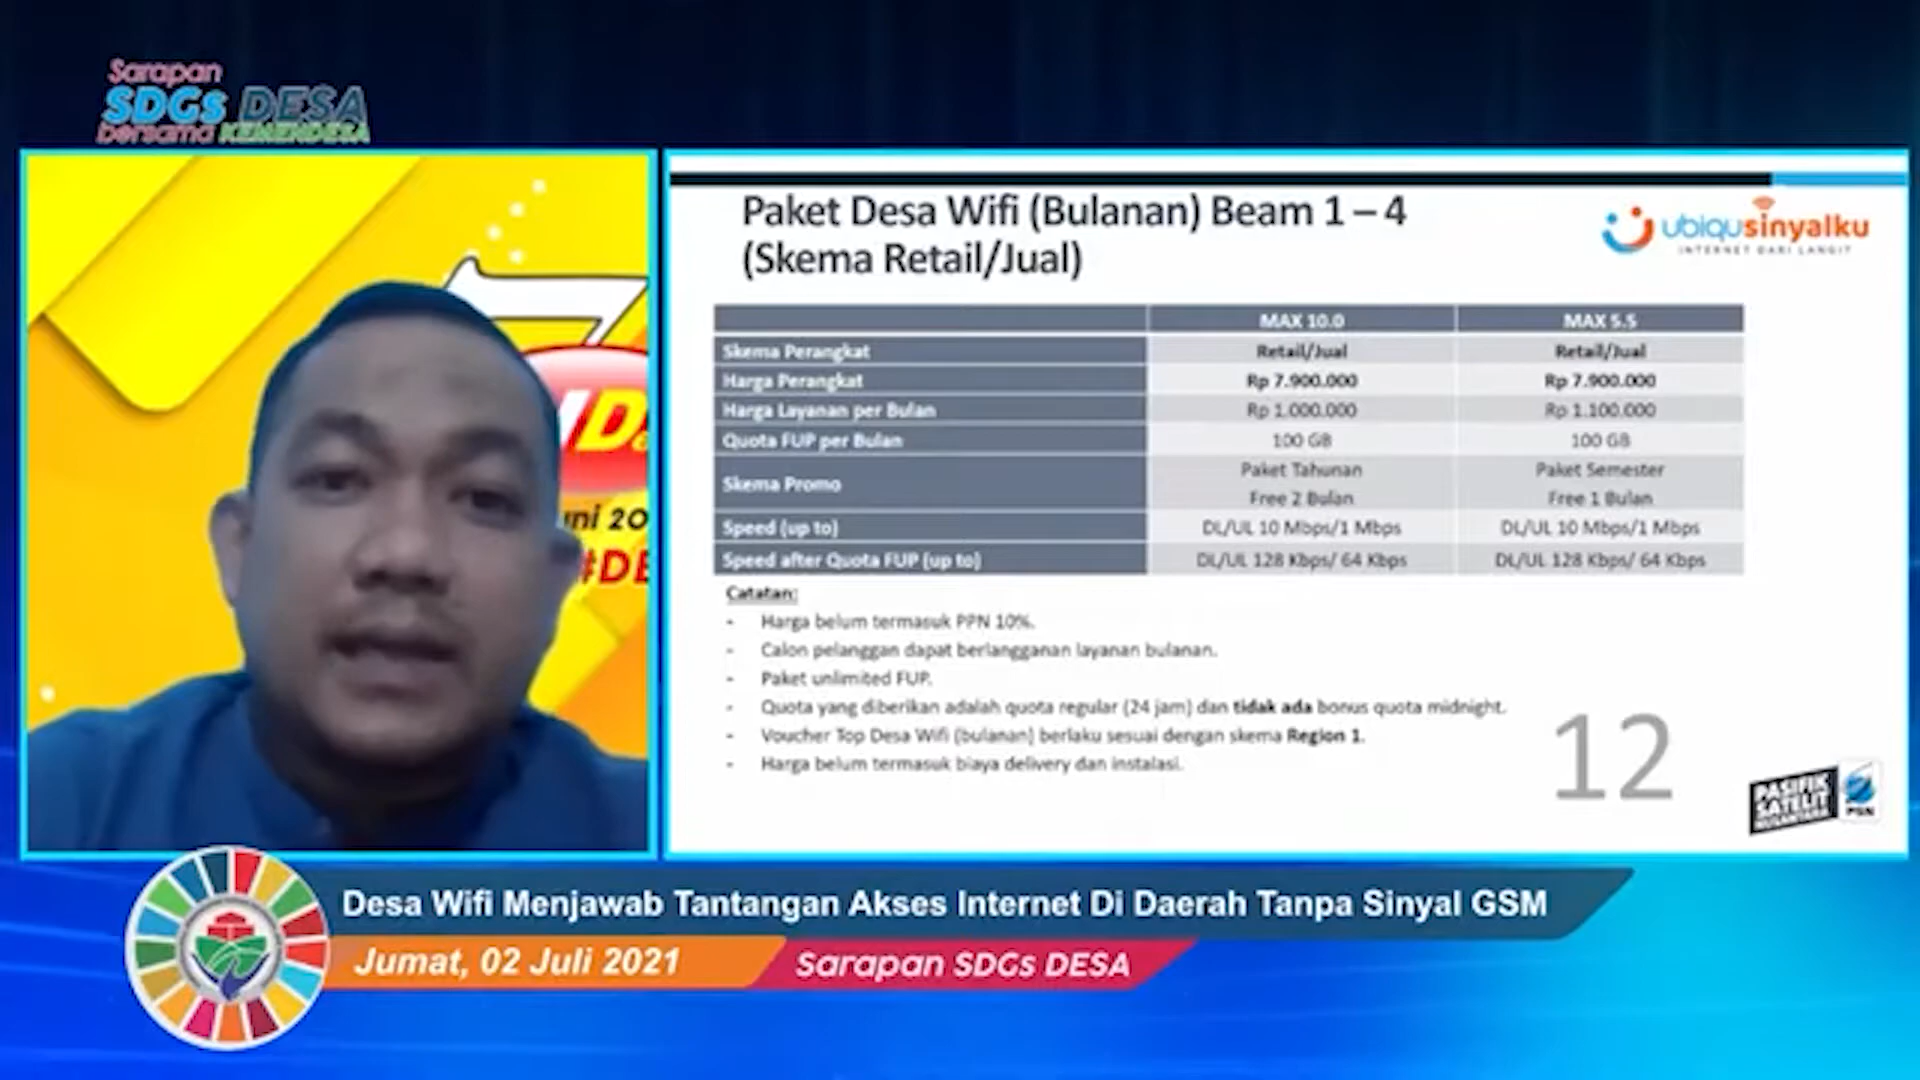 Sarapan
SDGs DESA
bersama KEMENDESA
Da
uni 20
#DE
Paket Desa Wifi (Bulanan) Beam 1 – 4
(Skema Retail/Jual)
ubiqusinyalku
INTERNET DARI LANGIT
MAX 10.0 MAX 5.5
Skema Perangkat Retail/Jual Retail/Jual
Harga Perangkat Rp 7.900.000 Rp 7.900.000
Harga Layanan per Bulan Rp 1.000.000 Rp 1.100.000
Quota FUP per Bulan 100 GB 100 GB
Skema Promo Paket Tahunan Paket Semester
Free 2 Bulan Free 1 Bulan
Speed (up to) DL/UL 10 Mbps/1 Mbps DL/UL 10 Mbps/1 Mbps
Speed after Quota FUP (up to) DL/UL 128 Kbps/ 64 Kbps DL/UL 128 Kbps/ 64 Kbps
Catatan:
- Harga belum termasuk PPN 10%.
- Calon pelanggan dapat berlangganan layanan bulanan.
- Paket unlimited FUP.
- Quota yang diberikan adalah quota regular (24 jam) dan tidak ada bonus quota midnight.
- Voucher Top Desa Wifi (bulanan) berlaku sesuai dengan skema Region 1.
- Harga belum termasuk biaya delivery dan instalasi.
12
PASIFIK
SATELIT
NUSANTARA
PSN
Desa Wifi Menjawab Tantangan Akses Internet Di Daerah Tanpa Sinyal GSM
Jumat, 02 Juli 2021
Sarapan SDGs DESA